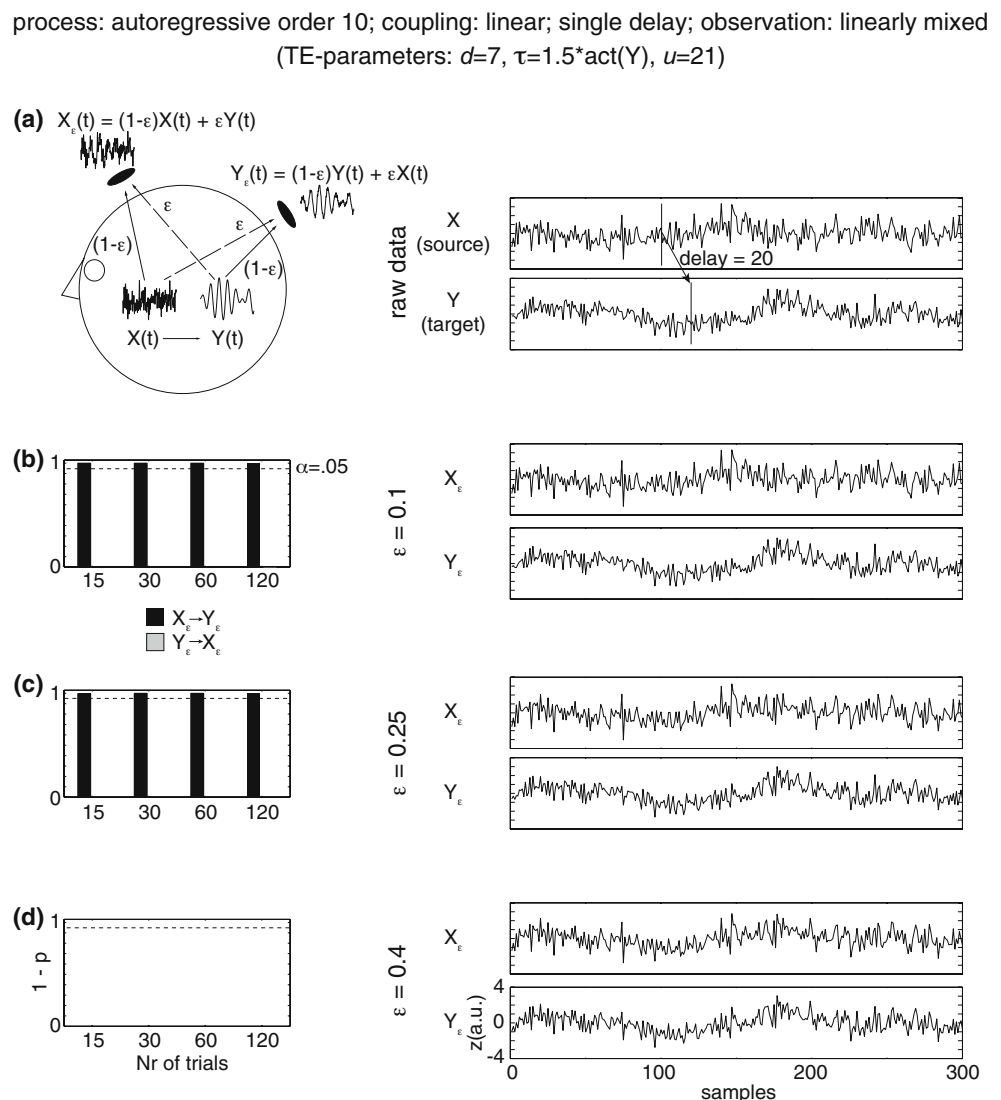 process: autoregressive order 10; coupling: linear; single delay; observation: linearly mixed
(TE-parameters: d=7, τ=1.5*act(Y), u=21)
(a)
Xε(t) = (1-ε)X(t) + εY(t)
Yε(t) = (1-ε)Y(t) + εX(t)
ε
ε
(1-ε)
(1-ε)
X(t)
Y(t)
raw data
X
(source)
delay = 20
Y
(target)
(b)
1
α=.05
0
15 30 60 120
Xε→Yε
Yε→Xε
ε = 0.1
Xε
Yε
(c)
1
0
15 30 60 120
ε = 0.25
Xε
Yε
(d)
1
1 - p
0
15 30 60 120
Nr of trials
ε = 0.4
Xε
Yε
z(a.u.)
4
0
-4
0 100 200 300
samples